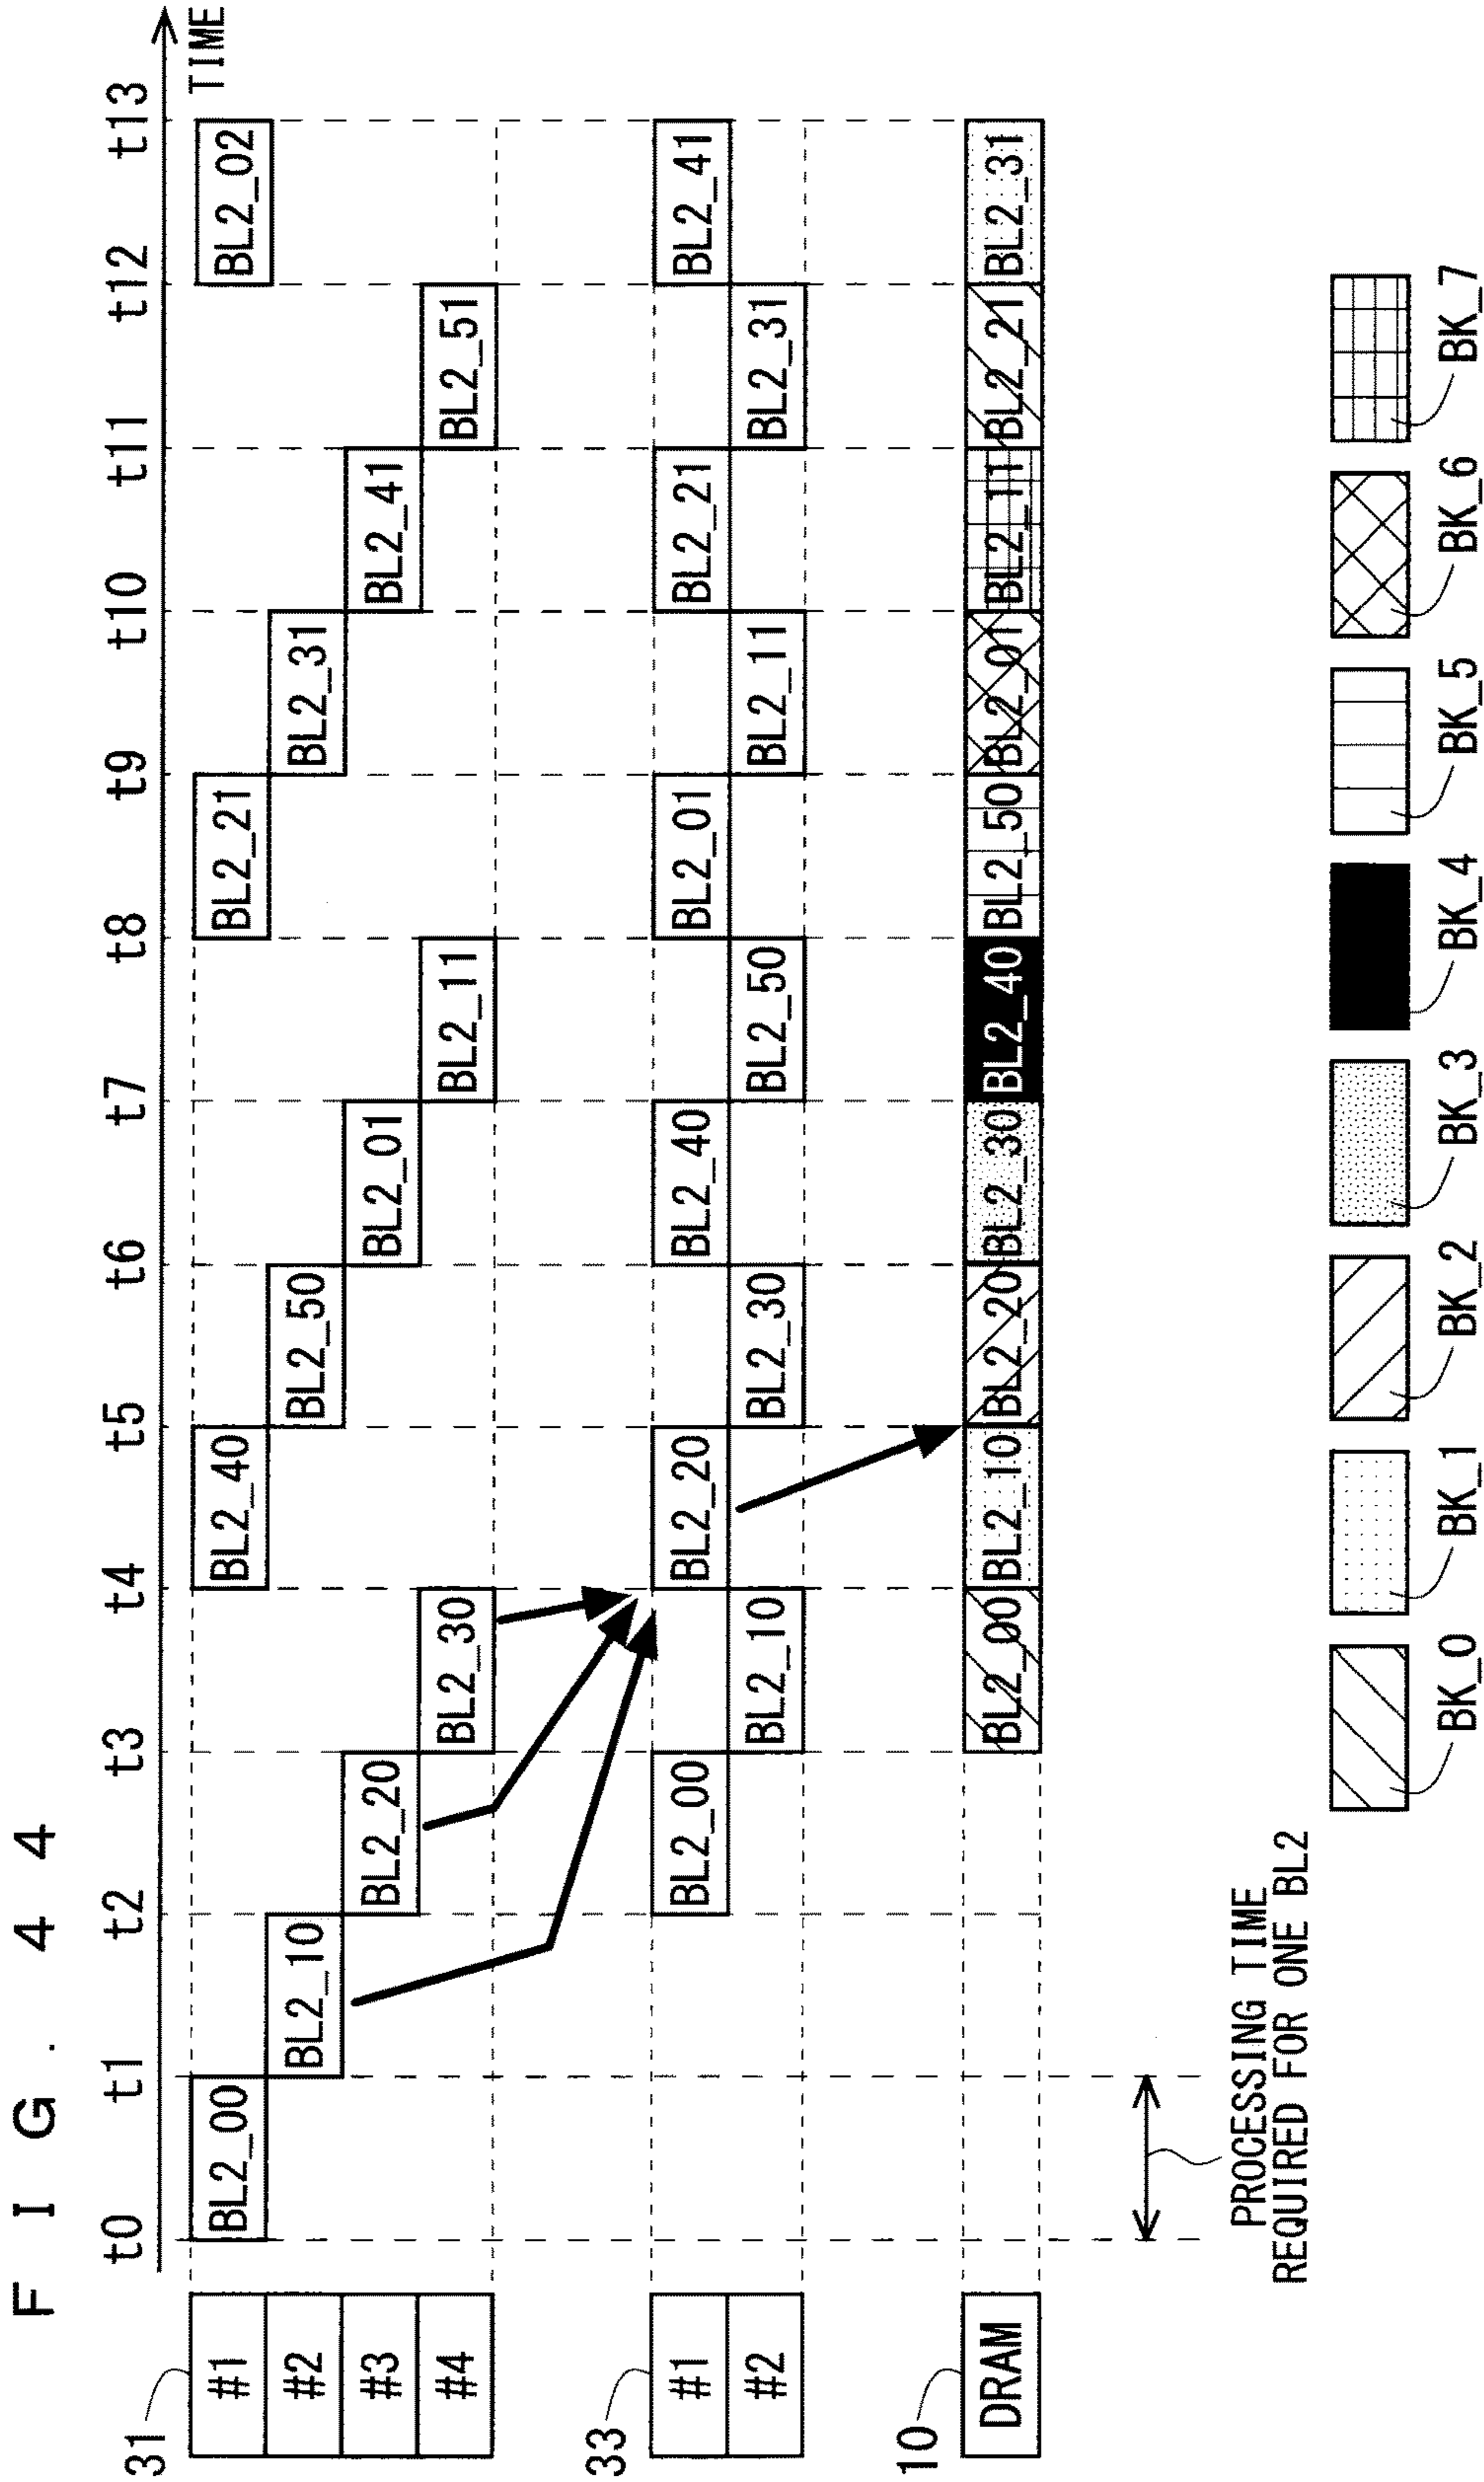 FIG. 44
t0 t1 t2 t3 t4 t5 t6 t7 t8 t9 t10 t11 t12 t13
TIME
31
#1 BL2_00 BL2_40 BL2_21 BL2_02
#2 BL2_10 BL2_50 BL2_31
#3 BL2_20 BL2_01 BL2_41
#4 BL2_30 BL2_11 BL2_51
33
#1 BL2_00 BL2_20 BL2_40 BL2_01 BL2_21 BL2_41
#2 BL2_10 BL2_30 BL2_50 BL2_11 BL2_31
10
DRAM BL2_00 BL2_10 BL2_20 BL2_30 BL2_40 BL2_50 BL2_01 BL2_11 BL2_21 BL2_31
PROCESSING TIME
REQUIRED FOR ONE BL2
BK_0 BK_1 BK_2 BK_3 BK_4 BK_5 BK_6 BK_7